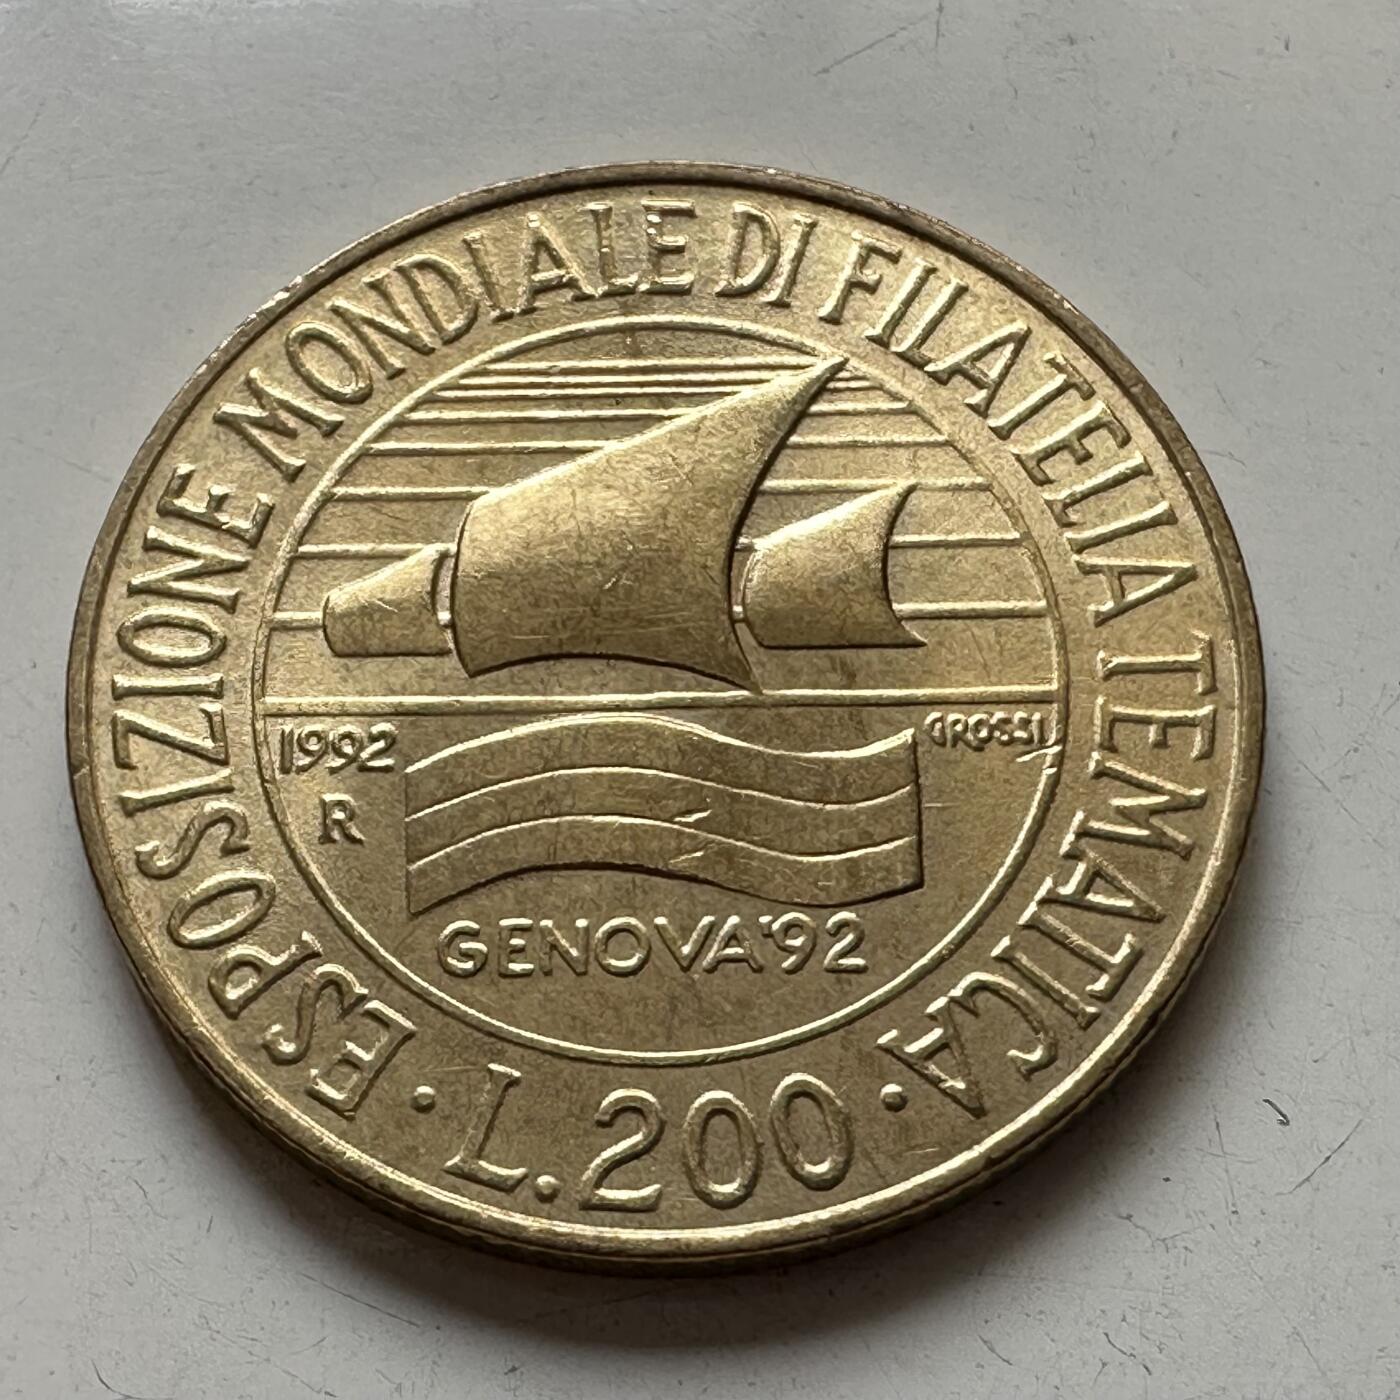 ESPOSIZIONE MONDIALE DI FILATELIA TEMATICA
1992
GROSSI
R
GENOVA '92
· L.200 ·